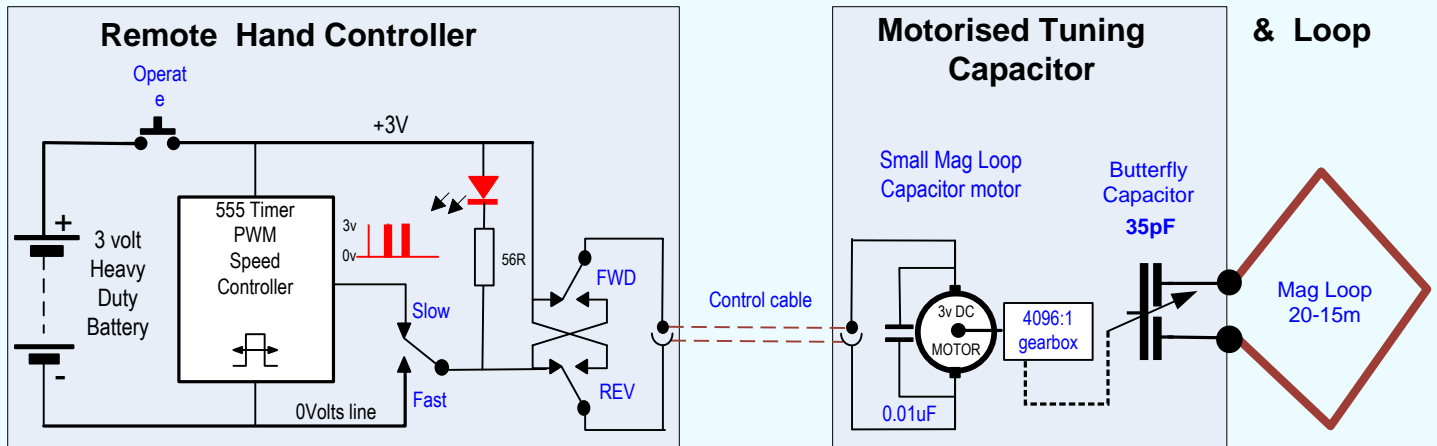 Remote Hand Controller
Operat
e
+3V
+
3 volt
Heavy
Duty
Battery
-
555 Timer
PWM
Speed
Controller
3v
0v
56R
Slow
Fast
0Volts line
FWD
REV
Control cable
Motorised Tuning
Capacitor
Small Mag Loop
Capacitor motor
3v DC
MOTOR
0.01uF
4096:1
gearbox
Butterfly
Capacitor
35pF
& Loop
Mag Loop
20-15m